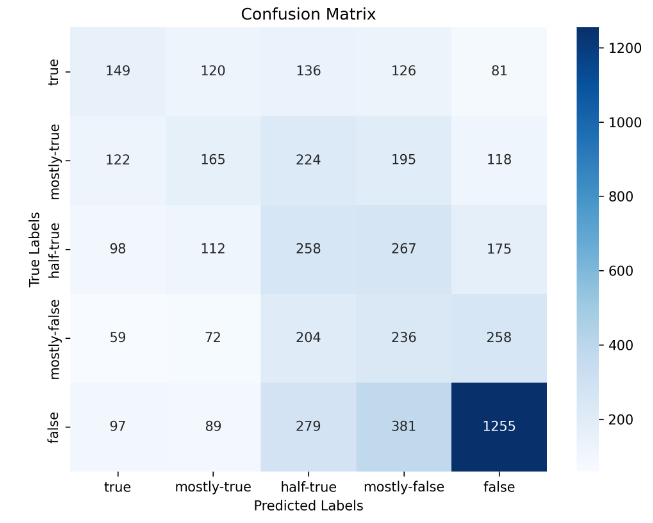 Confusion Matrix
True Labels
true
149 120 136 126 81
mostly-true
122 165 224 195 118
half-true
98 112 258 267 175
mostly-false
59 72 204 236 258
false
97 89 279 381 1255
true mostly-true half-true mostly-false false
Predicted Labels
1200
1000
800
600
400
200